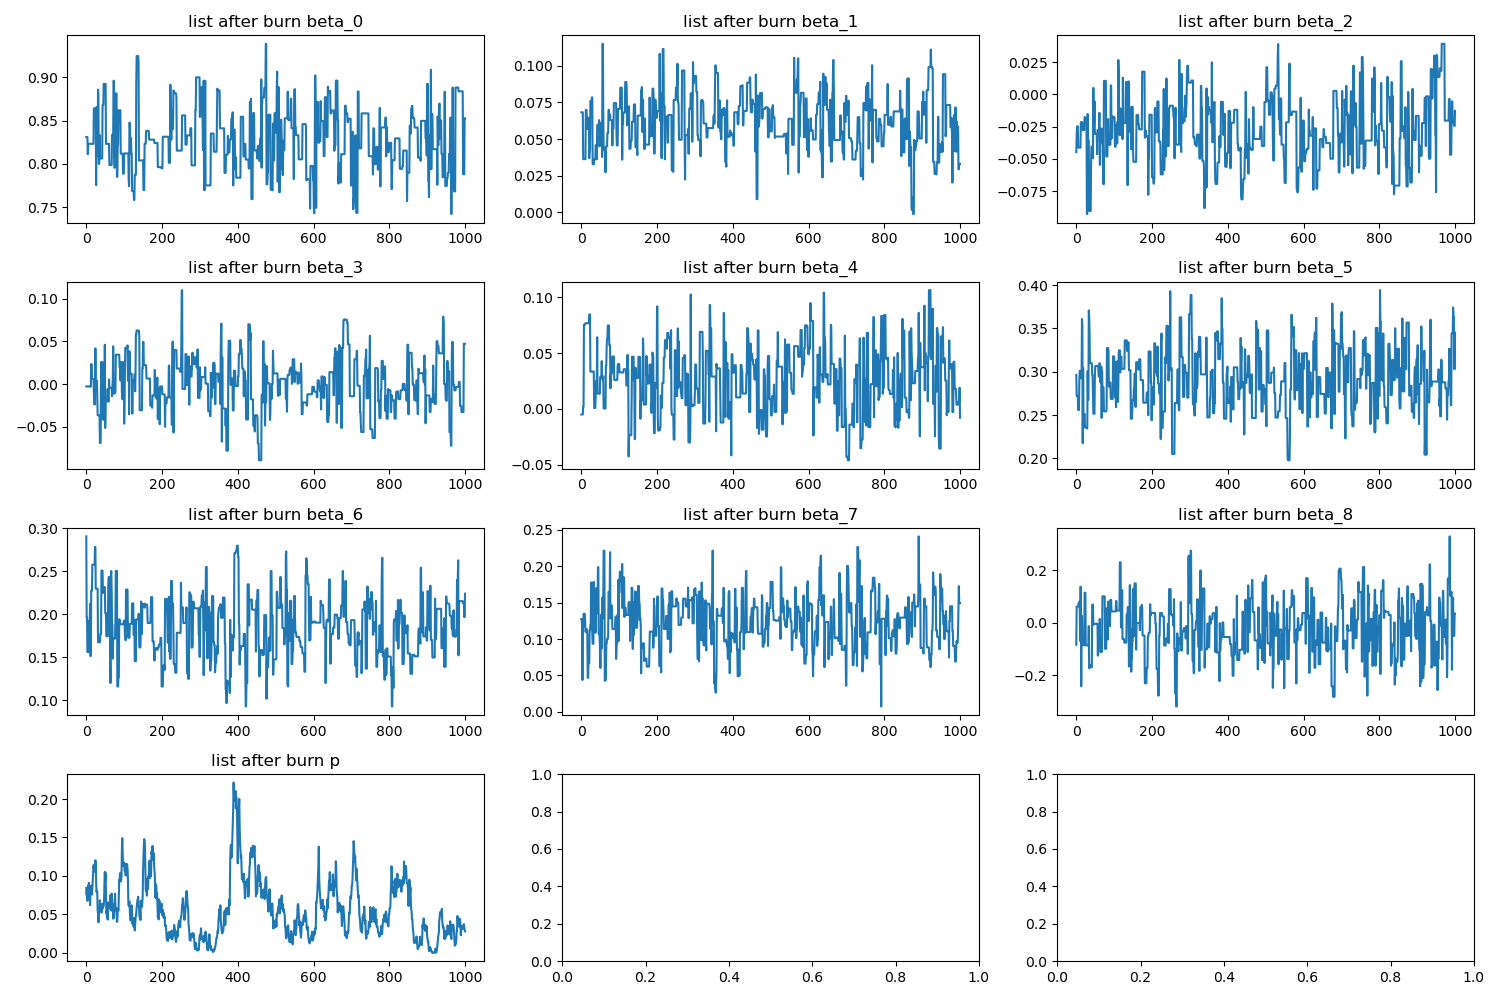 list after burn beta_0 list after burn beta_1 list after burn beta_2
0.90 0.100 0.025
0.85 0.075 0.000
0.80 0.050 −0.025
0.75 0.025 −0.050
0.000 −0.075
0 200 400 600 800 1000 0 200 400 600 800 1000 0 200 400 600 800 1000
list after burn beta_3 list after burn beta_4 list after burn beta_5
0.10 0.10 0.40
0.05 0.05 0.35
0.00 0.00 0.30
−0.05 −0.05 0.25
0.20
0 200 400 600 800 1000 0 200 400 600 800 1000 0 200 400 600 800 1000
list after burn beta_6 list after burn beta_7 list after burn beta_8
0.30 0.25 0.2
0.25 0.20 0.0
0.20 0.15 −0.2
0.15 0.10
0.10 0.05
0.00
0 200 400 600 800 1000 0 200 400 600 800 1000 0 200 400 600 800 1000
list after burn p
0.20 1.0 1.0
0.15 0.8 0.8
0.10 0.6 0.6
0.05 0.4 0.4
0.00 0.2 0.2
0.0 0.0
0 200 400 600 800 1000 0.0 0.2 0.4 0.6 0.8 1.0 0.0 0.2 0.4 0.6 0.8 1.0